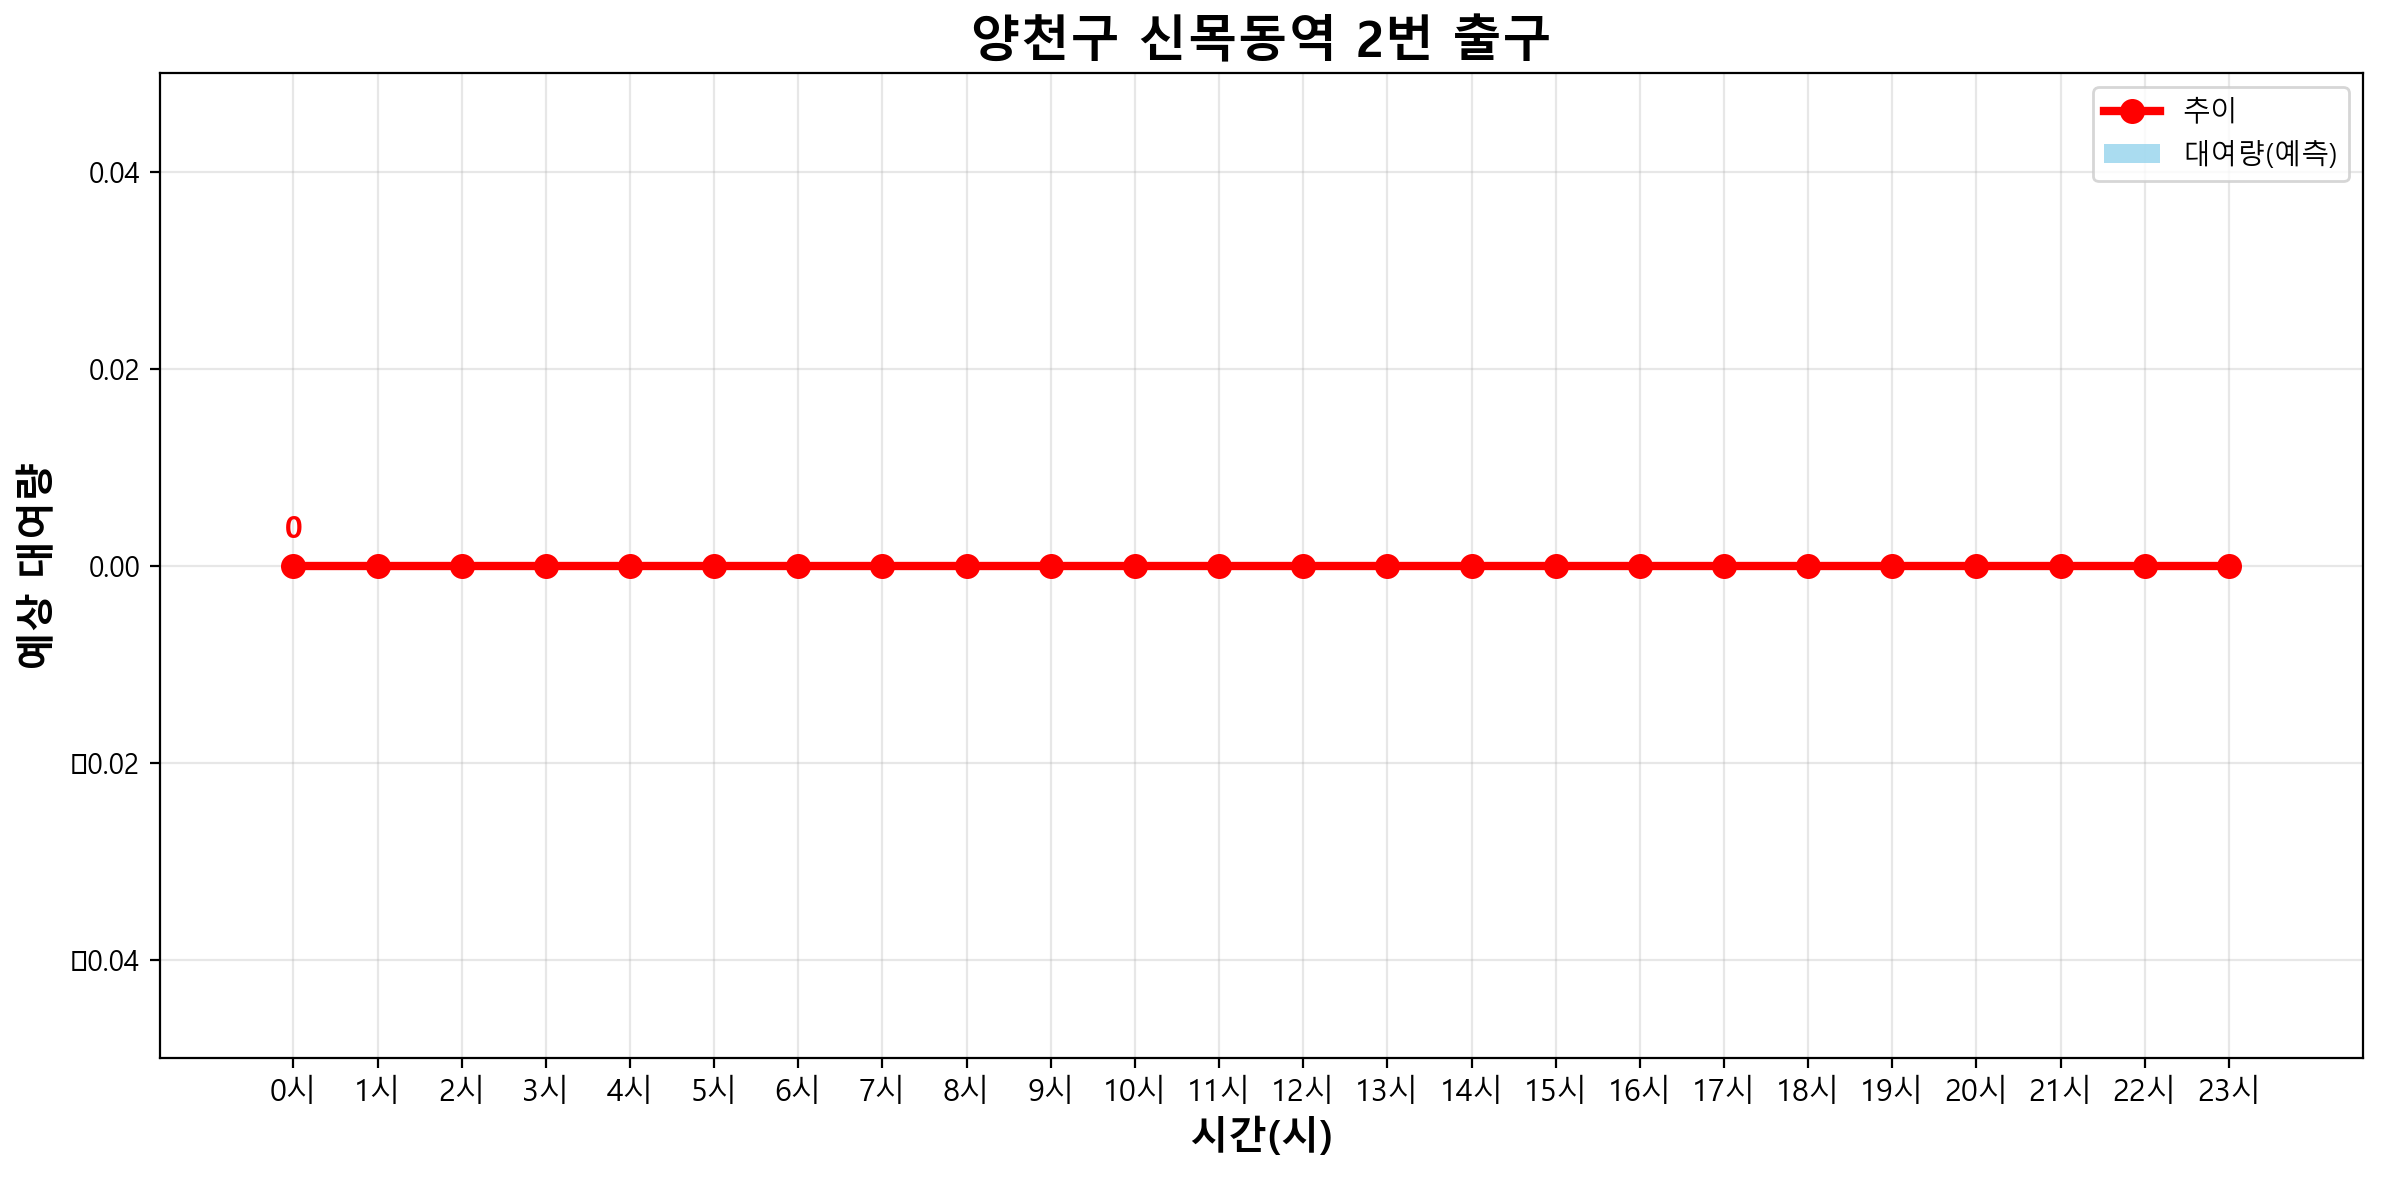 양천구 신목동역 2번 출구
추이
대여량(예측)
예상 대여량
0.04
0.02
0.00
□0.02
□0.04
0
0시 1시 2시 3시 4시 5시 6시 7시 8시 9시 10시 11시 12시 13시 14시 15시 16시 17시 18시 19시 20시 21시 22시 23시
시간(시)